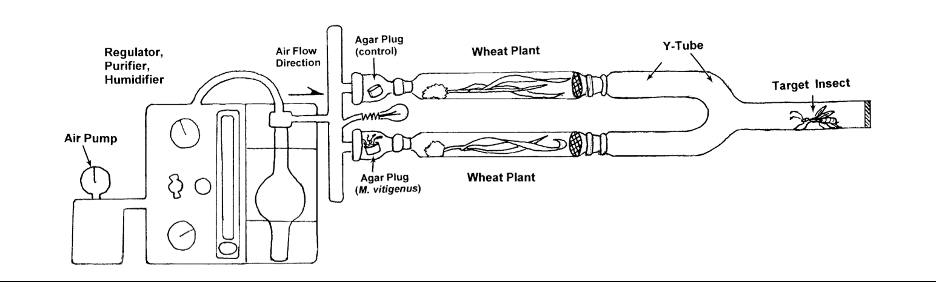 Regulator,
Purifier,
Humidifier
Air Flow
Direction
Agar Plug
(control)
Wheat Plant
Y-Tube
Target Insect
Air Pump
Agar Plug
(M. vitigenus)
Wheat Plant